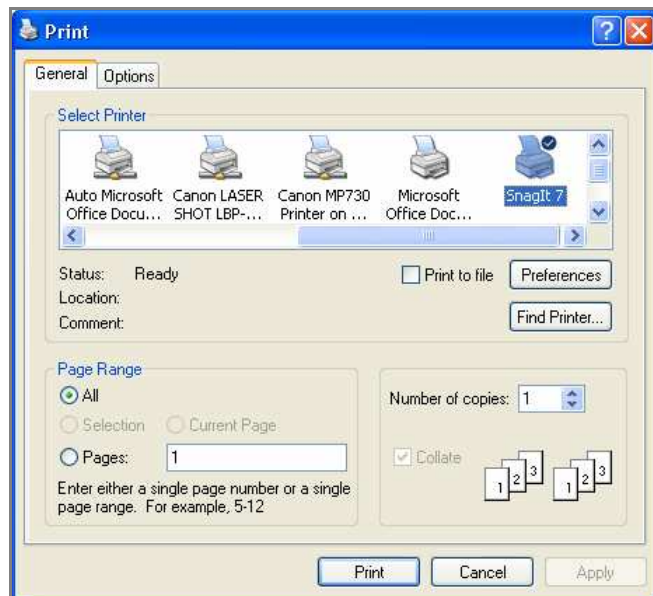 Print
General Options
Select Printer
Auto Microsoft Office Docu...
Canon LASER SHOT LBP-...
Canon MP730 Printer on ...
Microsoft Office Doc...
SnagIt 7
Status: Ready
Print to file
Preferences
Location:
Comment:
Find Printer...
Page Range
All
Selection Current Page
Pages: 1
Enter either a single page number or a single
page range. For example, 5-12
Number of copies: 1
Collate
1 2 3 1 2 3
Print Cancel Apply